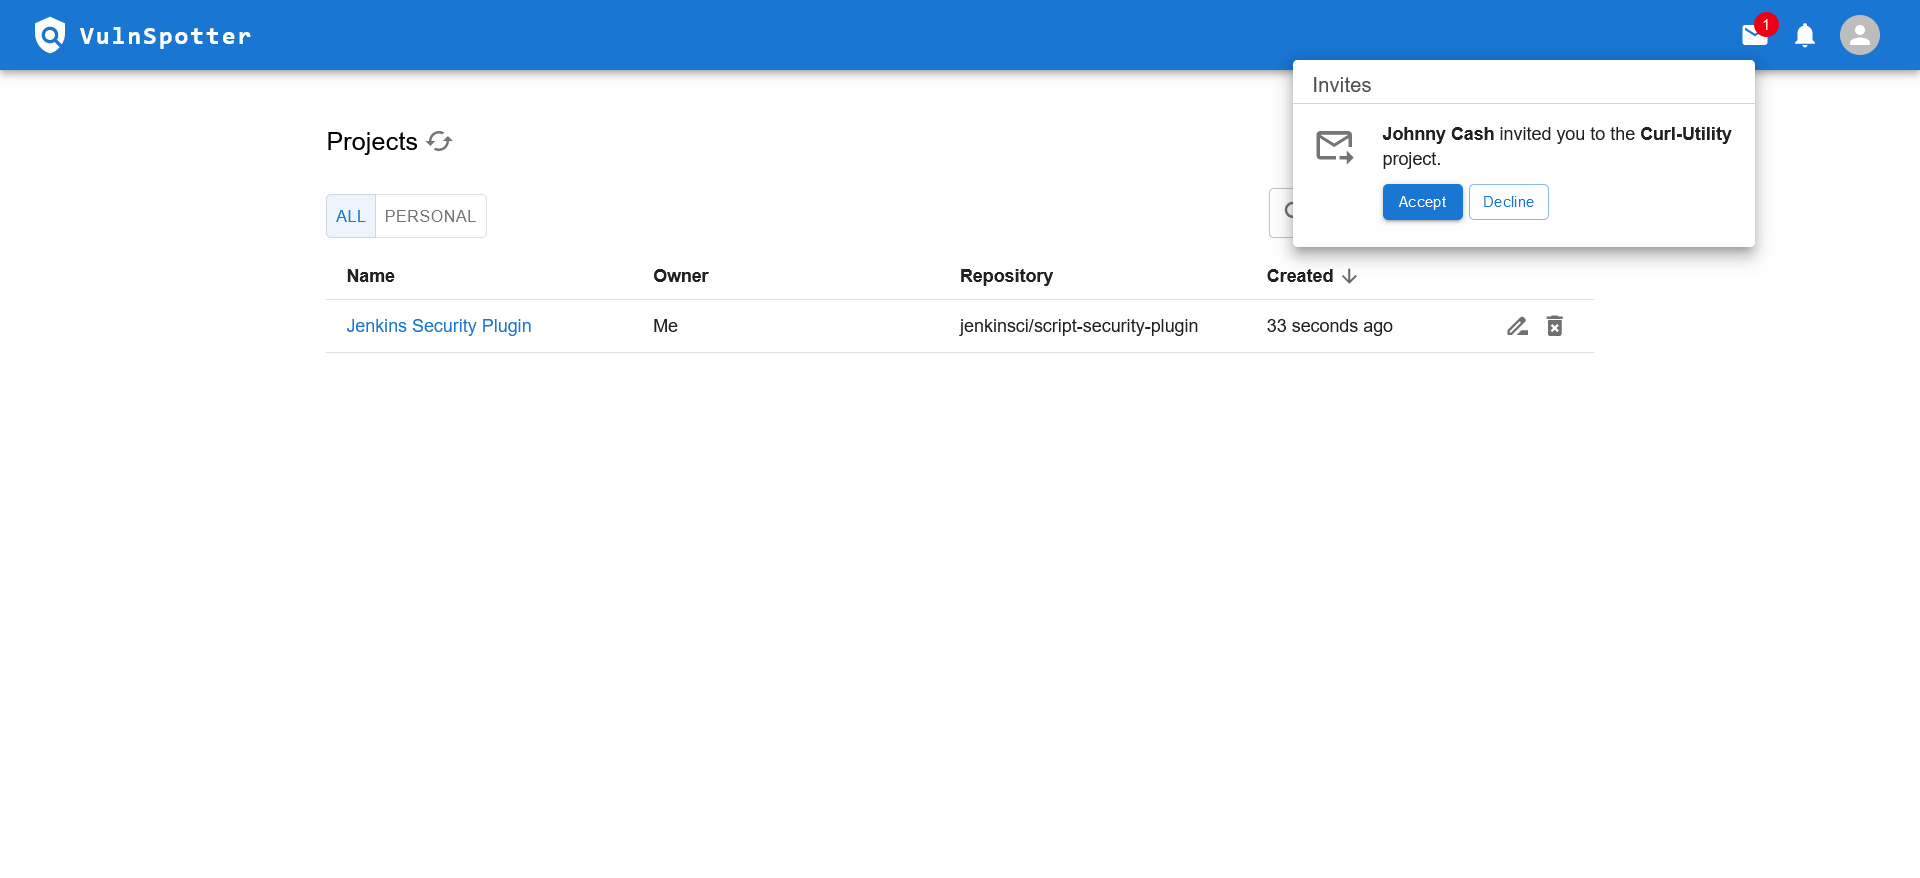 VulnSpotter
1
Invites
Johnny Cash invited you to the Curl-Utility
project.
Accept Decline
Projects
ALL PERSONAL
Name Owner Repository Created
Jenkins Security Plugin Me jenkinsci/script-security-plugin 33 seconds ago